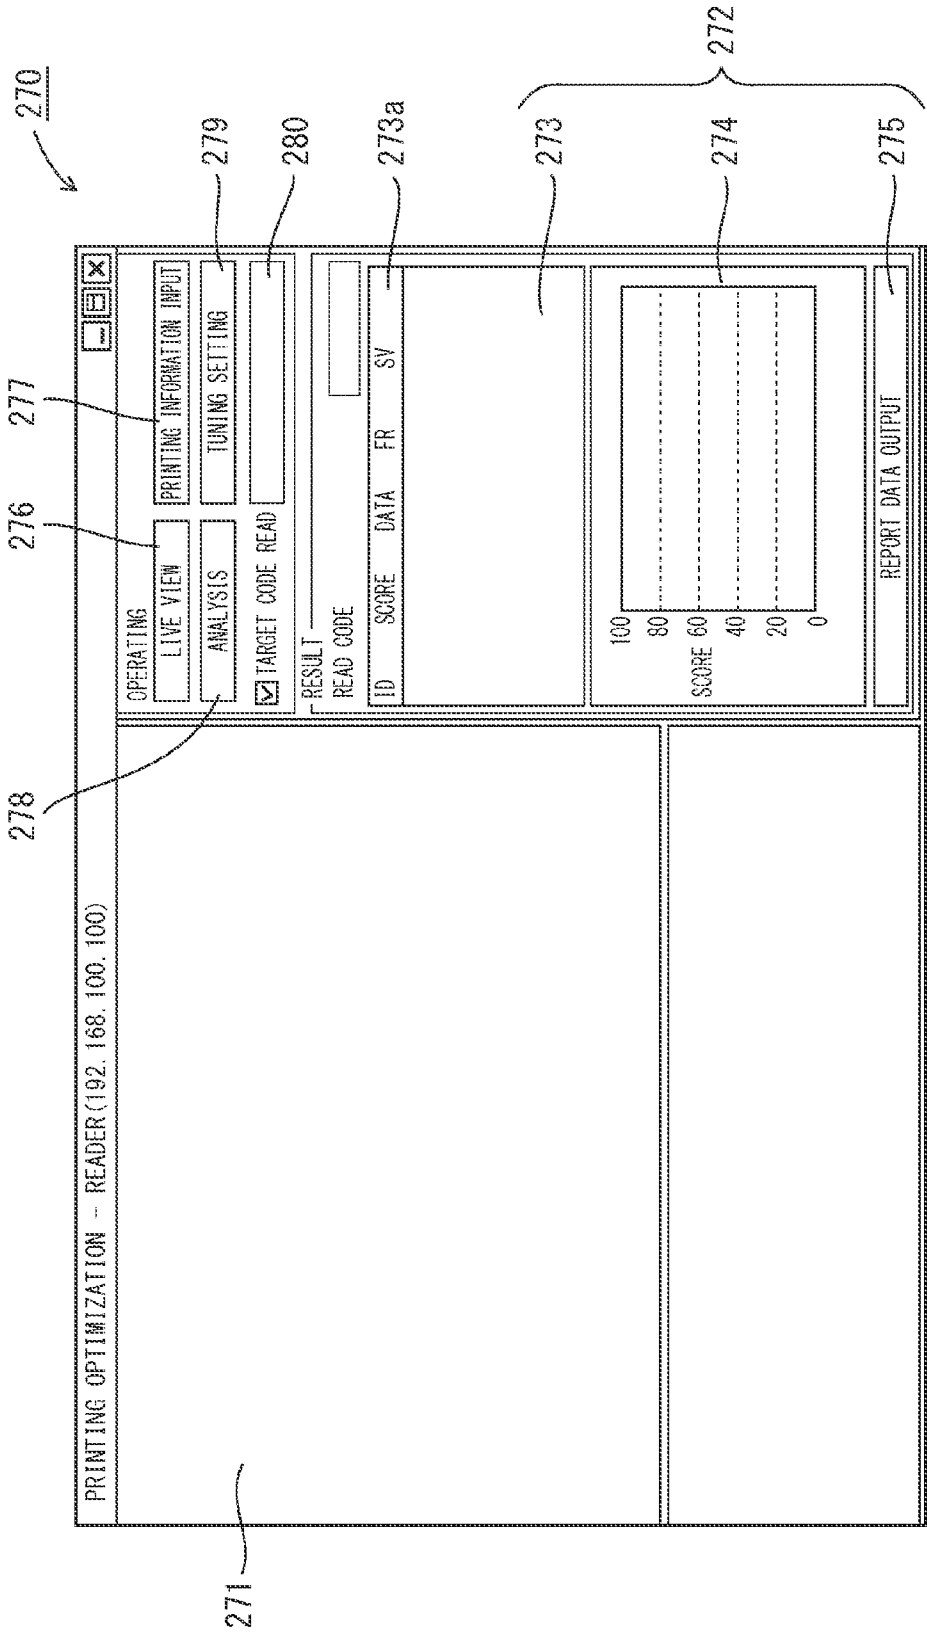 270
PRINTING OPTIMIZATION - READER(192.168.100.100)
278
276
277
OPERATING
LIVE VIEW
PRINTING INFORMATION INPUT
ANALYSIS
TUNING SETTING
279
TARGET CODE READ
280
RESULT
READ CODE
ID SCORE DATA FR SV
273a
271
273
100
80
SCORE 60
40
20
0
274
272
REPORT DATA OUTPUT
275